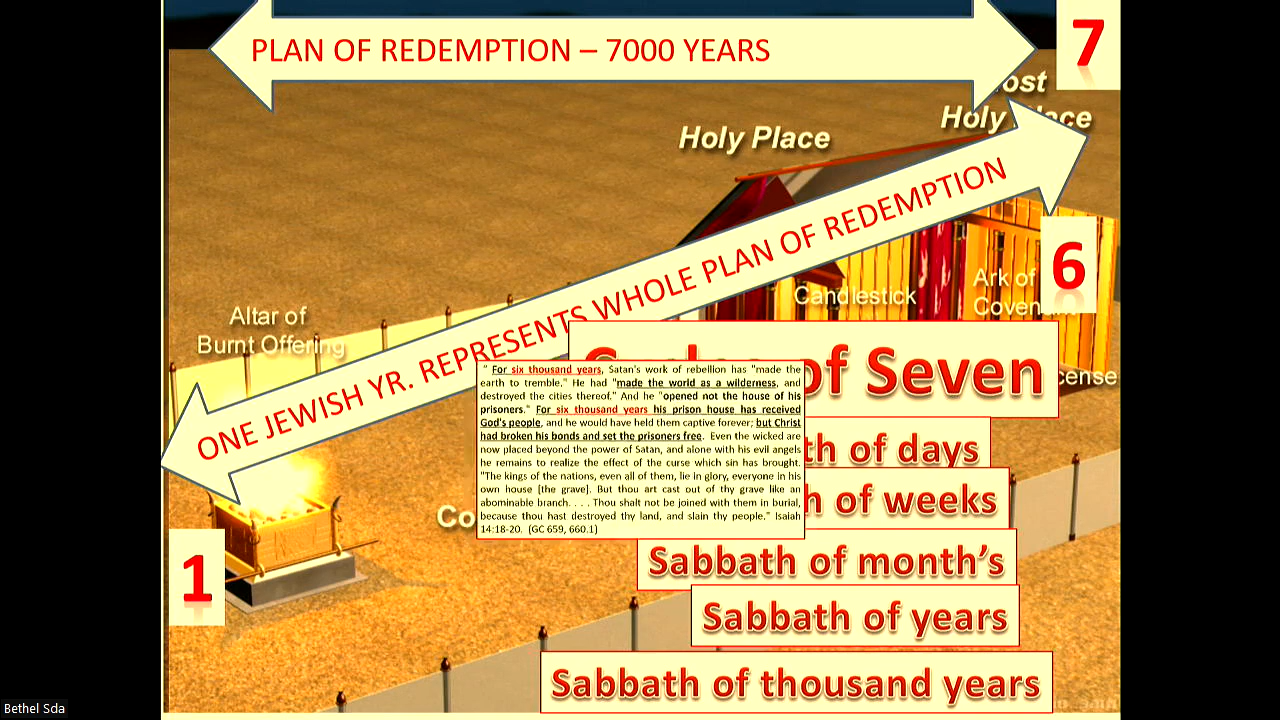 PLAN OF REDEMPTION – 7000 YEARS
7
ost
Holy Place
Holy Place
ONE JEWISH YR. REPRESENTS WHOLE PLAN OF REDEMPTION
6
Ark of
Candlestick
Altar of
Burnt Offering
of Seven
" For six thousand years, Satan's work of rebellion has "made the
earth to tremble." He had "made the world as a wilderness, and
destroyed the cities thereof." And he "opened not the house of his
prisoners." For six thousand years his prison house has received
God's people, and he would have held them captive forever; but Christ
had broken his bonds and set the prisoners free. Even the wicked are
now placed beyond the power of Satan, and alone with his evil angels
he remains to realize the effect of the curse which sin has brought.
"The kings of the nations, even all of them, lie in glory, everyone in his
own house [the grave]. But thou art cast out of thy grave like an
abominable branch. . . . Thou shalt not be joined with them in burial,
because thou hast destroyed thy land, and slain thy people." Isaiah
14:18-20. (GC 659, 660.1)
cense
th of days
h of weeks
Co
Sabbath of month's
1
Sabbath of years
Sabbath of thousand years
Bethel Sda